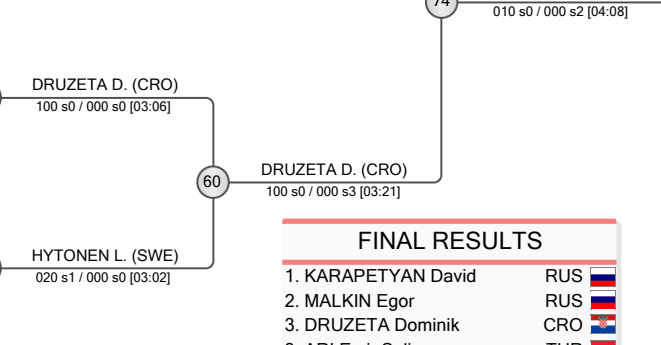 74
010 s0 / 000 s2 [04:08]
DRUZETA D. (CRO)
100 s0 / 000 s0 [03:06]
60
DRUZETA D. (CRO)
100 s0 / 000 s3 [03:21]
HYTONEN L. (SWE)
020 s1 / 000 s0 [03:02]
FINAL RESULTS
1. KARAPETYAN David RUS
2. MALKIN Egor RUS
3. DRUZETA Dominik CRO